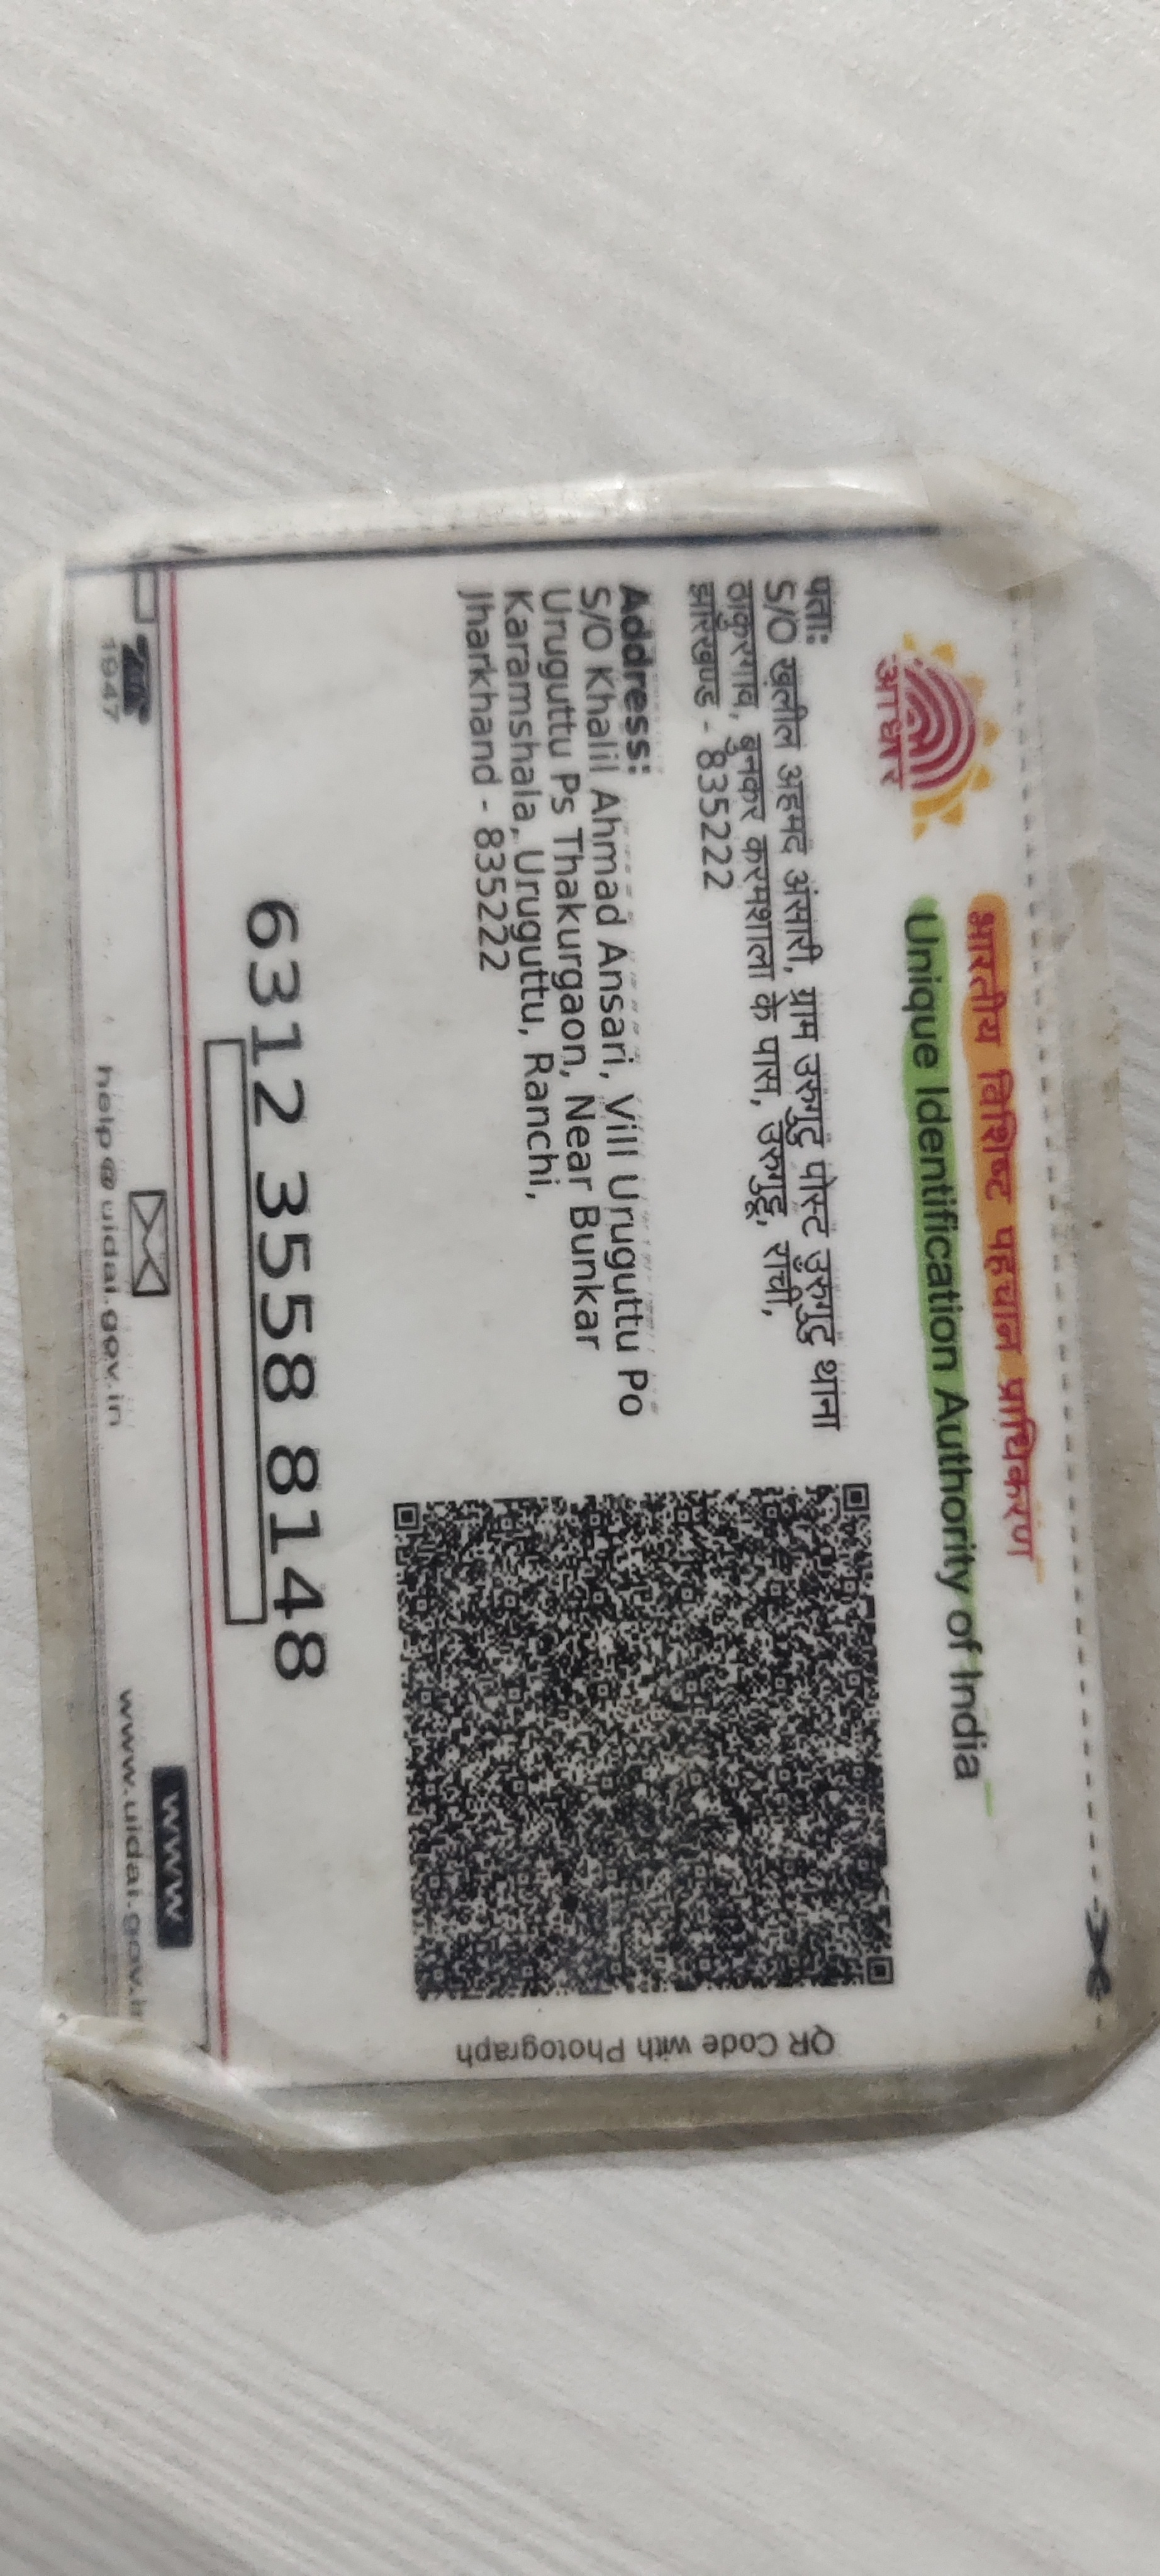 भारतीय विशिष्ट पहचान प्राधिकरण
Unique Identification Authority of India
आधार
पता:
S/O ख़लील अहमद अंसारी, ग्राम उरुगुटु पोस्ट उरुगुटु थाना
ठाकुरगाव, बुनकर करमशाला के पास, उरुगुटू, रांची,
झारखण्ड - 835222
Address:
S/O Khalil Ahmad Ansari, Vill Uruguttu Po
Uruguttu Ps Thakurgaon, Near Bunkar
Karamshala, Uruguttu, Ranchi,
Jharkhand - 835222
QR Code with Photograph
6312 3558 8148
1947
help@uidai.gov.in
www
www.uidai.gov.in